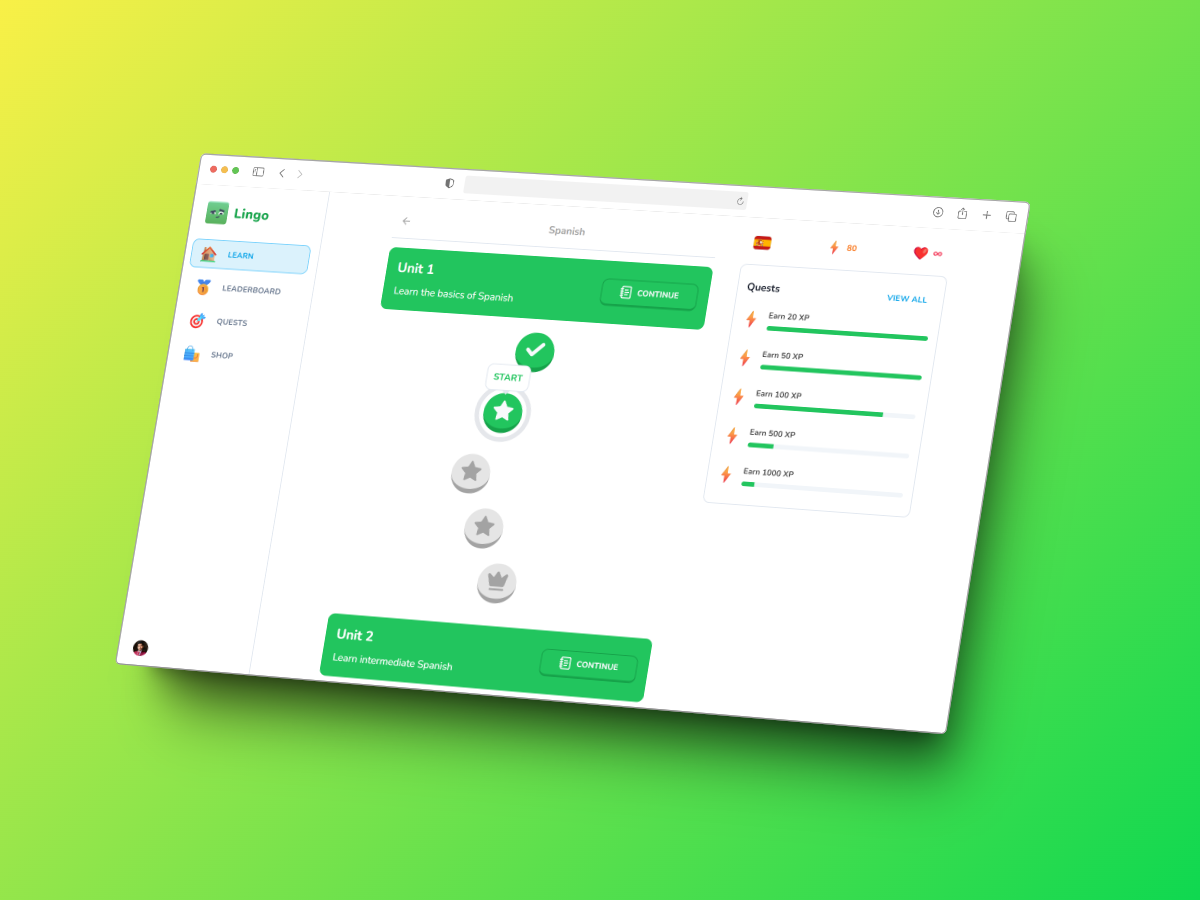 Lingo
LEARN
LEADERBOARD
QUESTS
SHOP
Spanish
80
∞
Unit 1
Learn the basics of Spanish
CONTINUE
START
Unit 2
Learn intermediate Spanish
CONTINUE
Quests
VIEW ALL
Earn 20 XP
Earn 50 XP
Earn 100 XP
Earn 500 XP
Earn 1000 XP